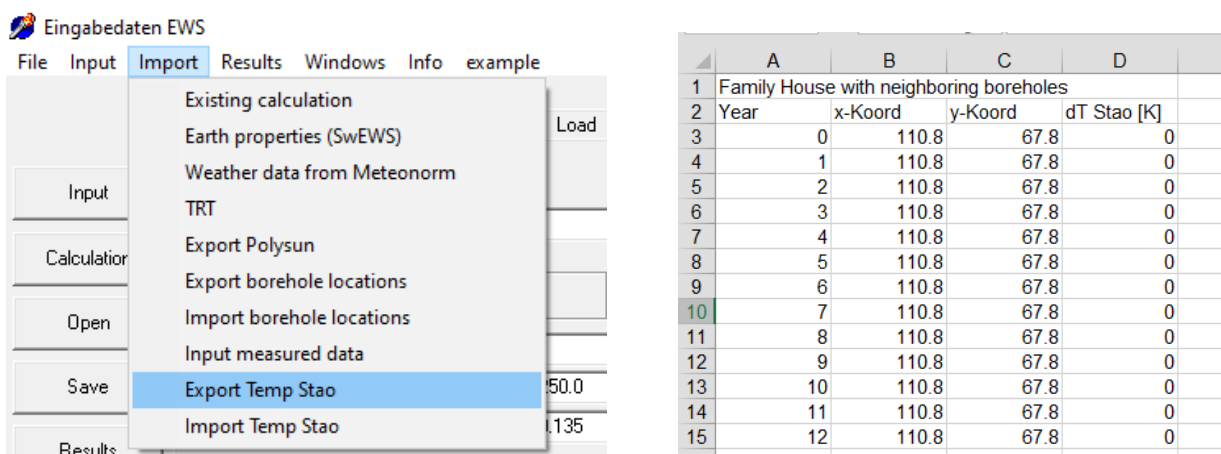 Eingabedaten EWS
File Input Import Results Windows Info example
Existing calculation
Earth properties (SwEWS)
Load
Weather data from Meteonorm
Input
TRT
Export Polysun
Calculation
Export borehole locations
Import borehole locations
Open
Input measured data
Save
Export Temp Stao
250.0
Import Temp Stao
0.135
Results
A B C D
1 Family House with neighboring boreholes
2 Year x-Koord y-Koord dT Stao [K]
3 0 110.8 67.8 0
4 1 110.8 67.8 0
5 2 110.8 67.8 0
6 3 110.8 67.8 0
7 4 110.8 67.8 0
8 5 110.8 67.8 0
9 6 110.8 67.8 0
10 7 110.8 67.8 0
11 8 110.8 67.8 0
12 9 110.8 67.8 0
13 10 110.8 67.8 0
14 11 110.8 67.8 0
15 12 110.8 67.8 0